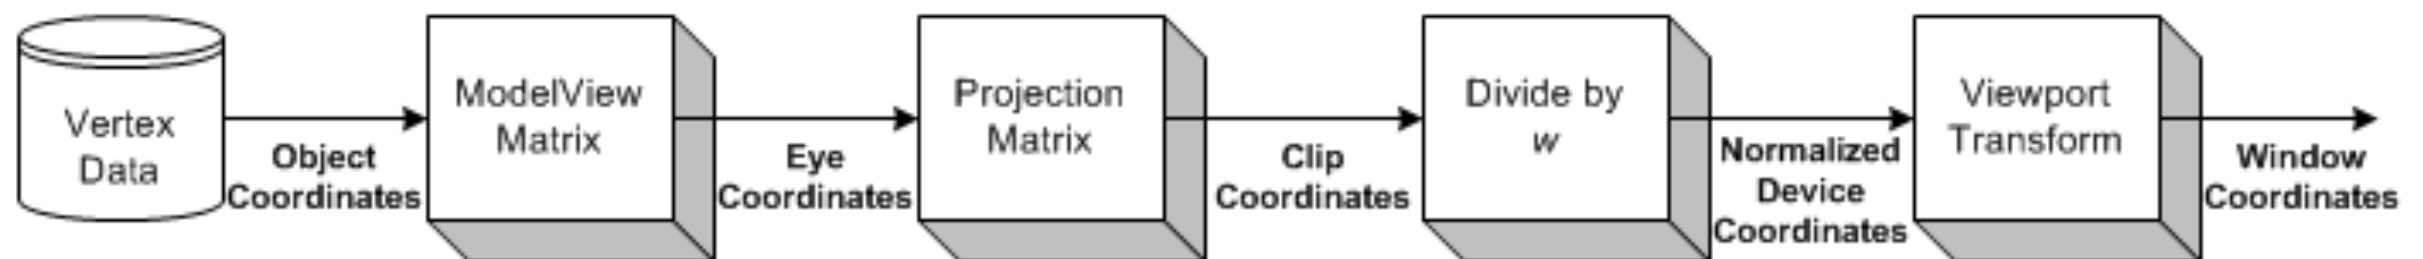 Vertex
Data
Object
Coordinates
ModelView
Matrix
Eye
Coordinates
Projection
Matrix
Clip
Coordinates
Divide by
w
Normalized
Device
Coordinates
Viewport
Transform
Window
Coordinates